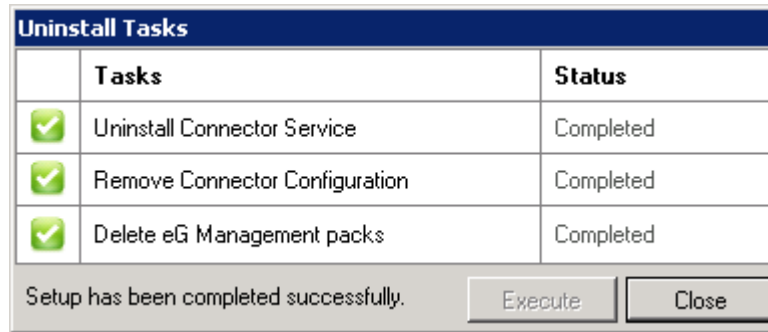 Uninstall Tasks
Tasks Status
Uninstall Connector Service Completed
Remove Connector Configuration Completed
Delete eG Management packs Completed
Setup has been completed successfully. Execute Close